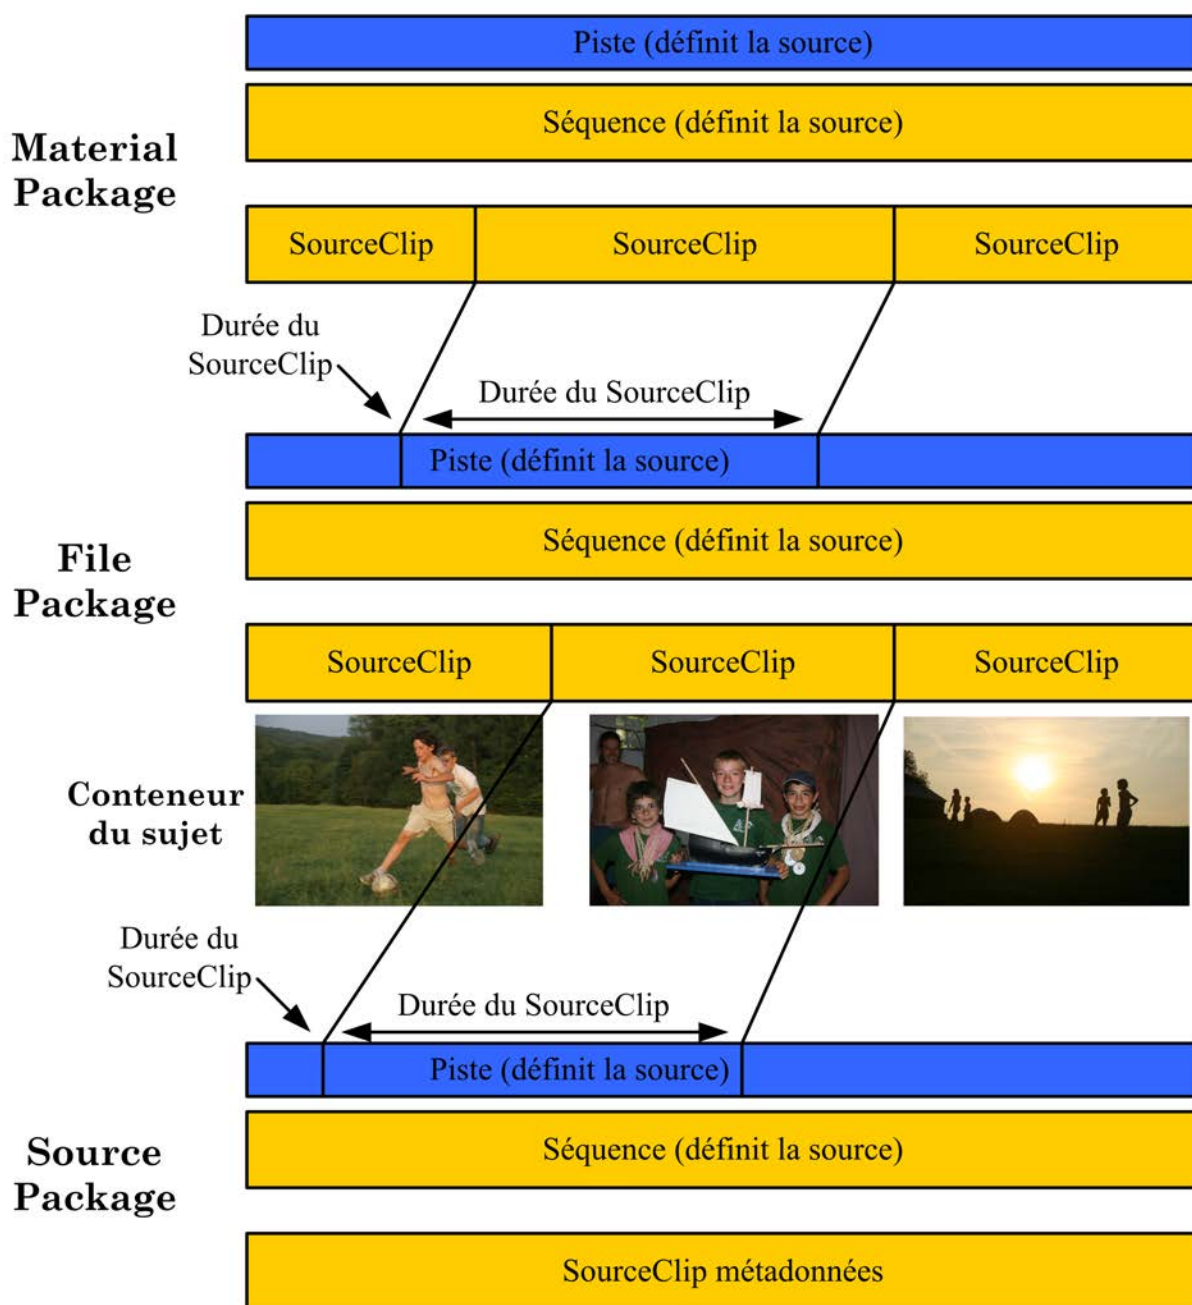 Piste (définit la source)
Séquence (définit la source)
Material
Package
SourceClip
SourceClip
SourceClip
Durée du
SourceClip
Durée du SourceClip
Piste (définit la source)
Séquence (définit la source)
File
Package
SourceClip
SourceClip
SourceClip
Conteneur
du sujet
Durée du
SourceClip
Durée du SourceClip
Piste (définit la source)
Séquence (définit la source)
Source
Package
SourceClip métadonnées